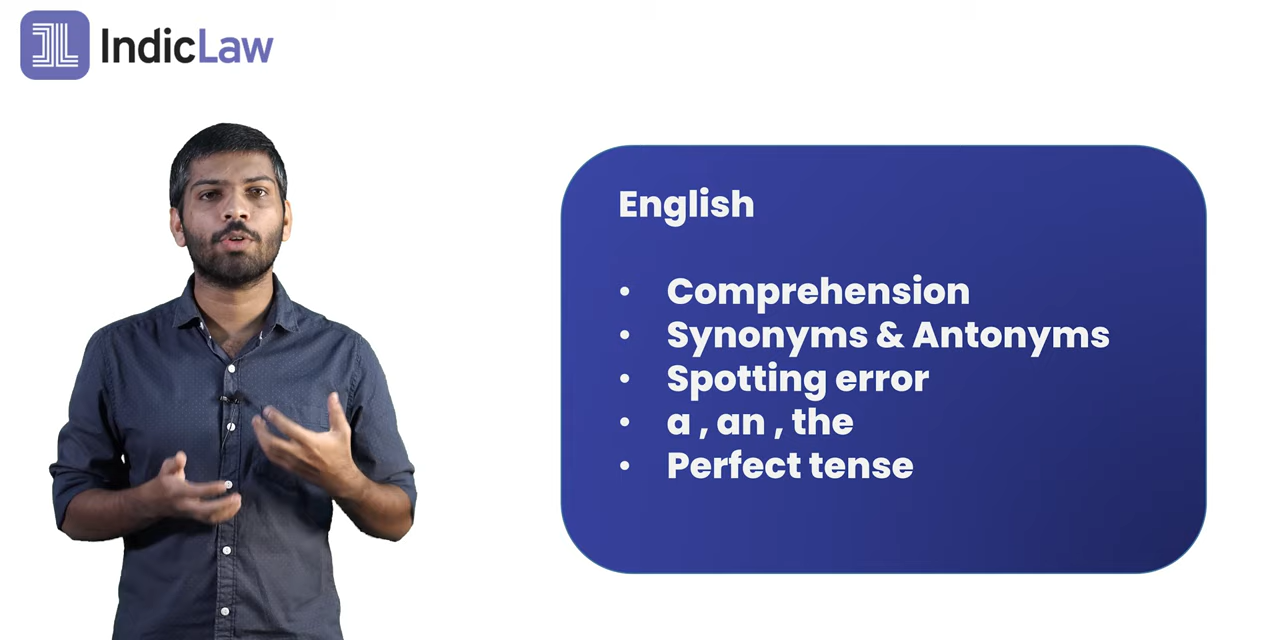 IndicLaw
English
• Comprehension
• Synonyms & Antonyms
• Spotting error
• a , an , the
• Perfect tense